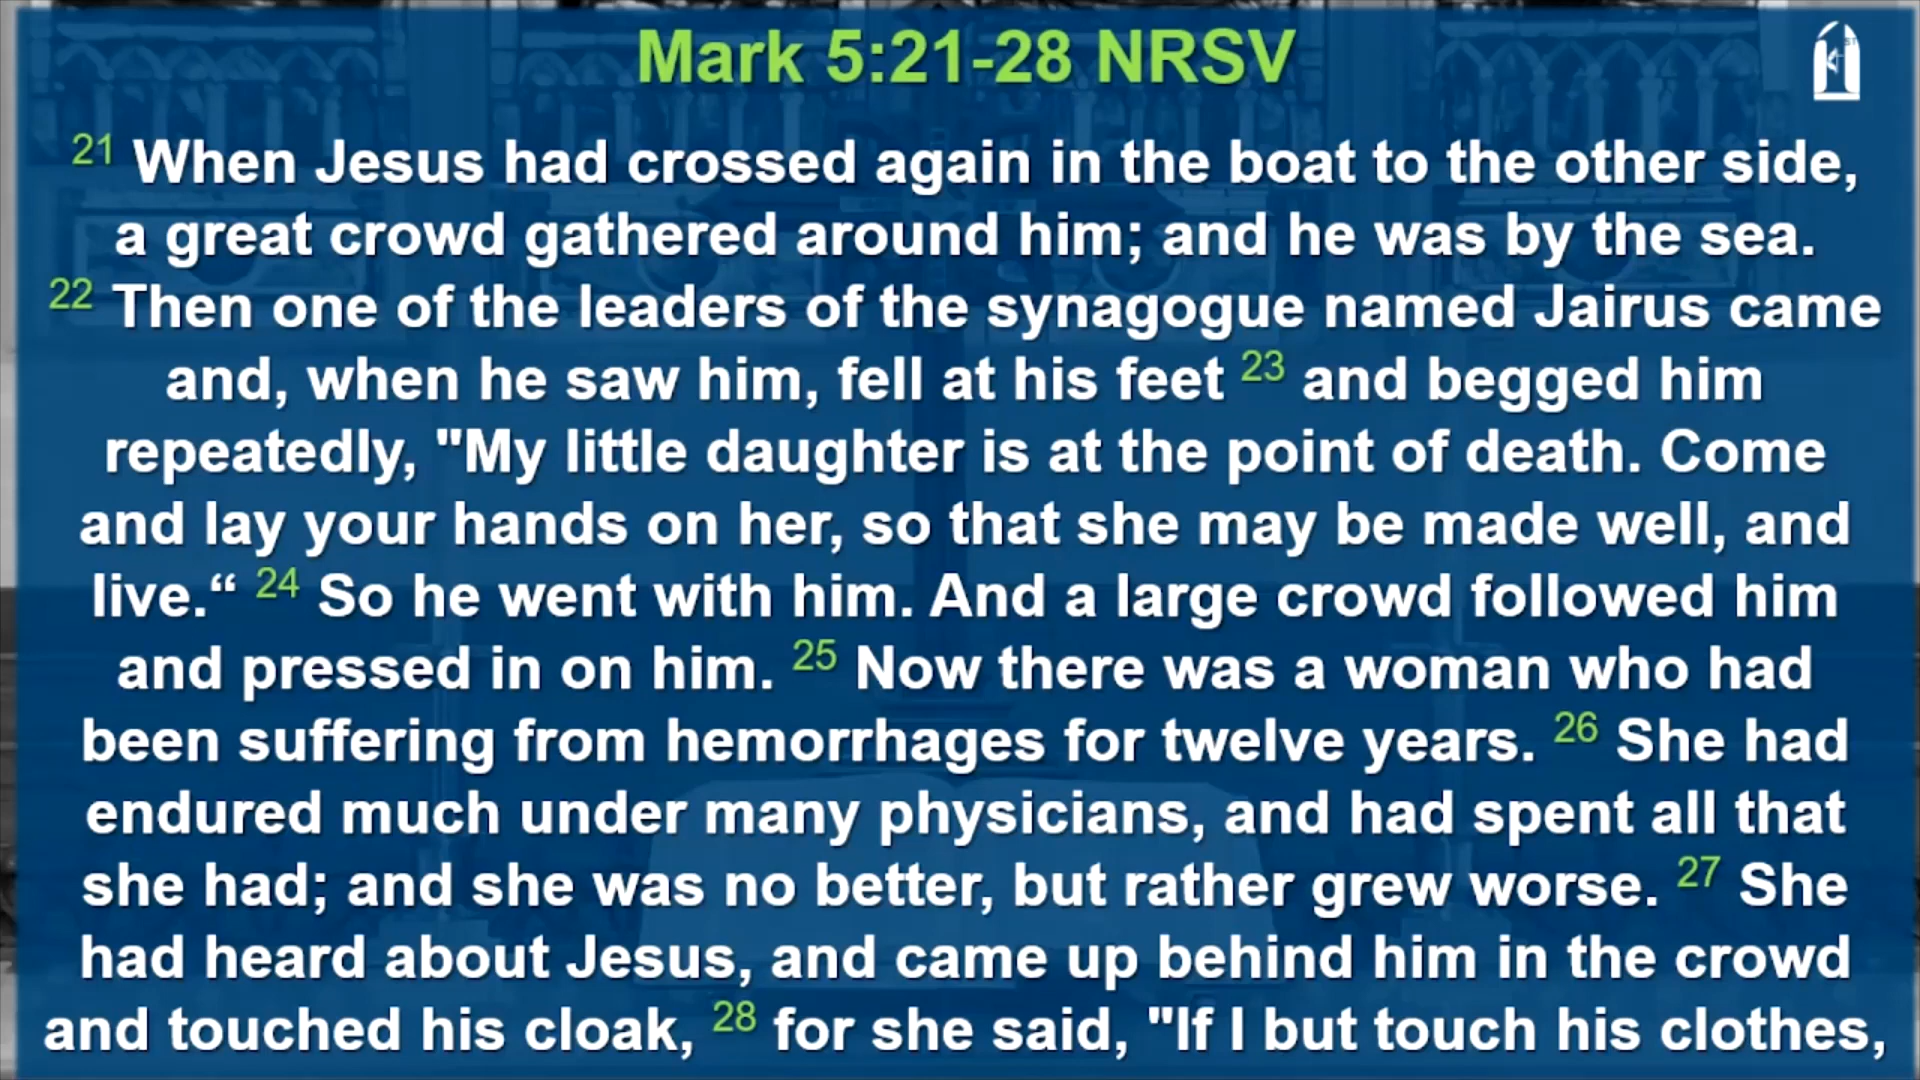 Mark 5:21-28 NRSV
21 When Jesus had crossed again in the boat to the other side,
a great crowd gathered around him; and he was by the sea.
22 Then one of the leaders of the synagogue named Jairus came
and, when he saw him, fell at his feet 23 and begged him
repeatedly, "My little daughter is at the point of death. Come
and lay your hands on her, so that she may be made well, and
live.“ 24 So he went with him. And a large crowd followed him
and pressed in on him. 25 Now there was a woman who had
been suffering from hemorrhages for twelve years. 26 She had
endured much under many physicians, and had spent all that
she had; and she was no better, but rather grew worse. 27 She
had heard about Jesus, and came up behind him in the crowd
and touched his cloak, 28 for she said, "If I but touch his clothes,